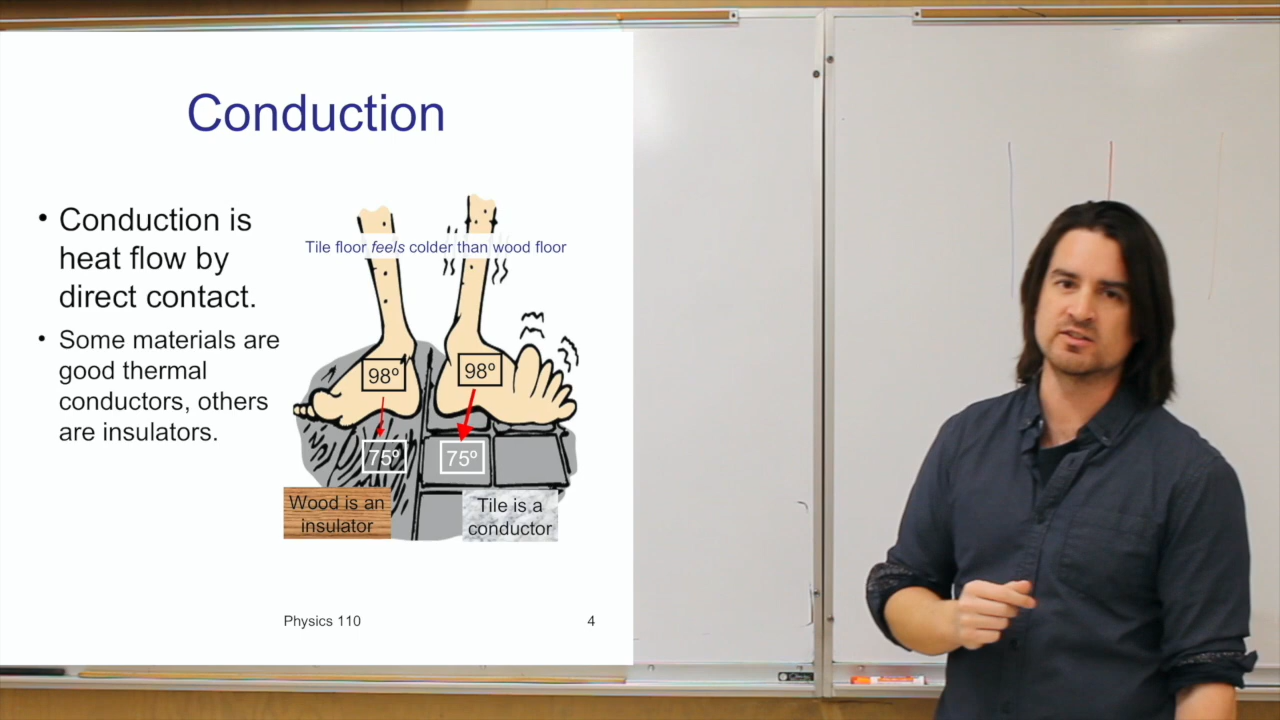 Conduction
• Conduction is
heat flow by
direct contact.
• Some materials are
good thermal
conductors, others
are insulators.
Tile floor feels colder than wood floor
98º
98º
75º
75º
Wood is an
insulator
Tile is a
conductor
Physics 110
4